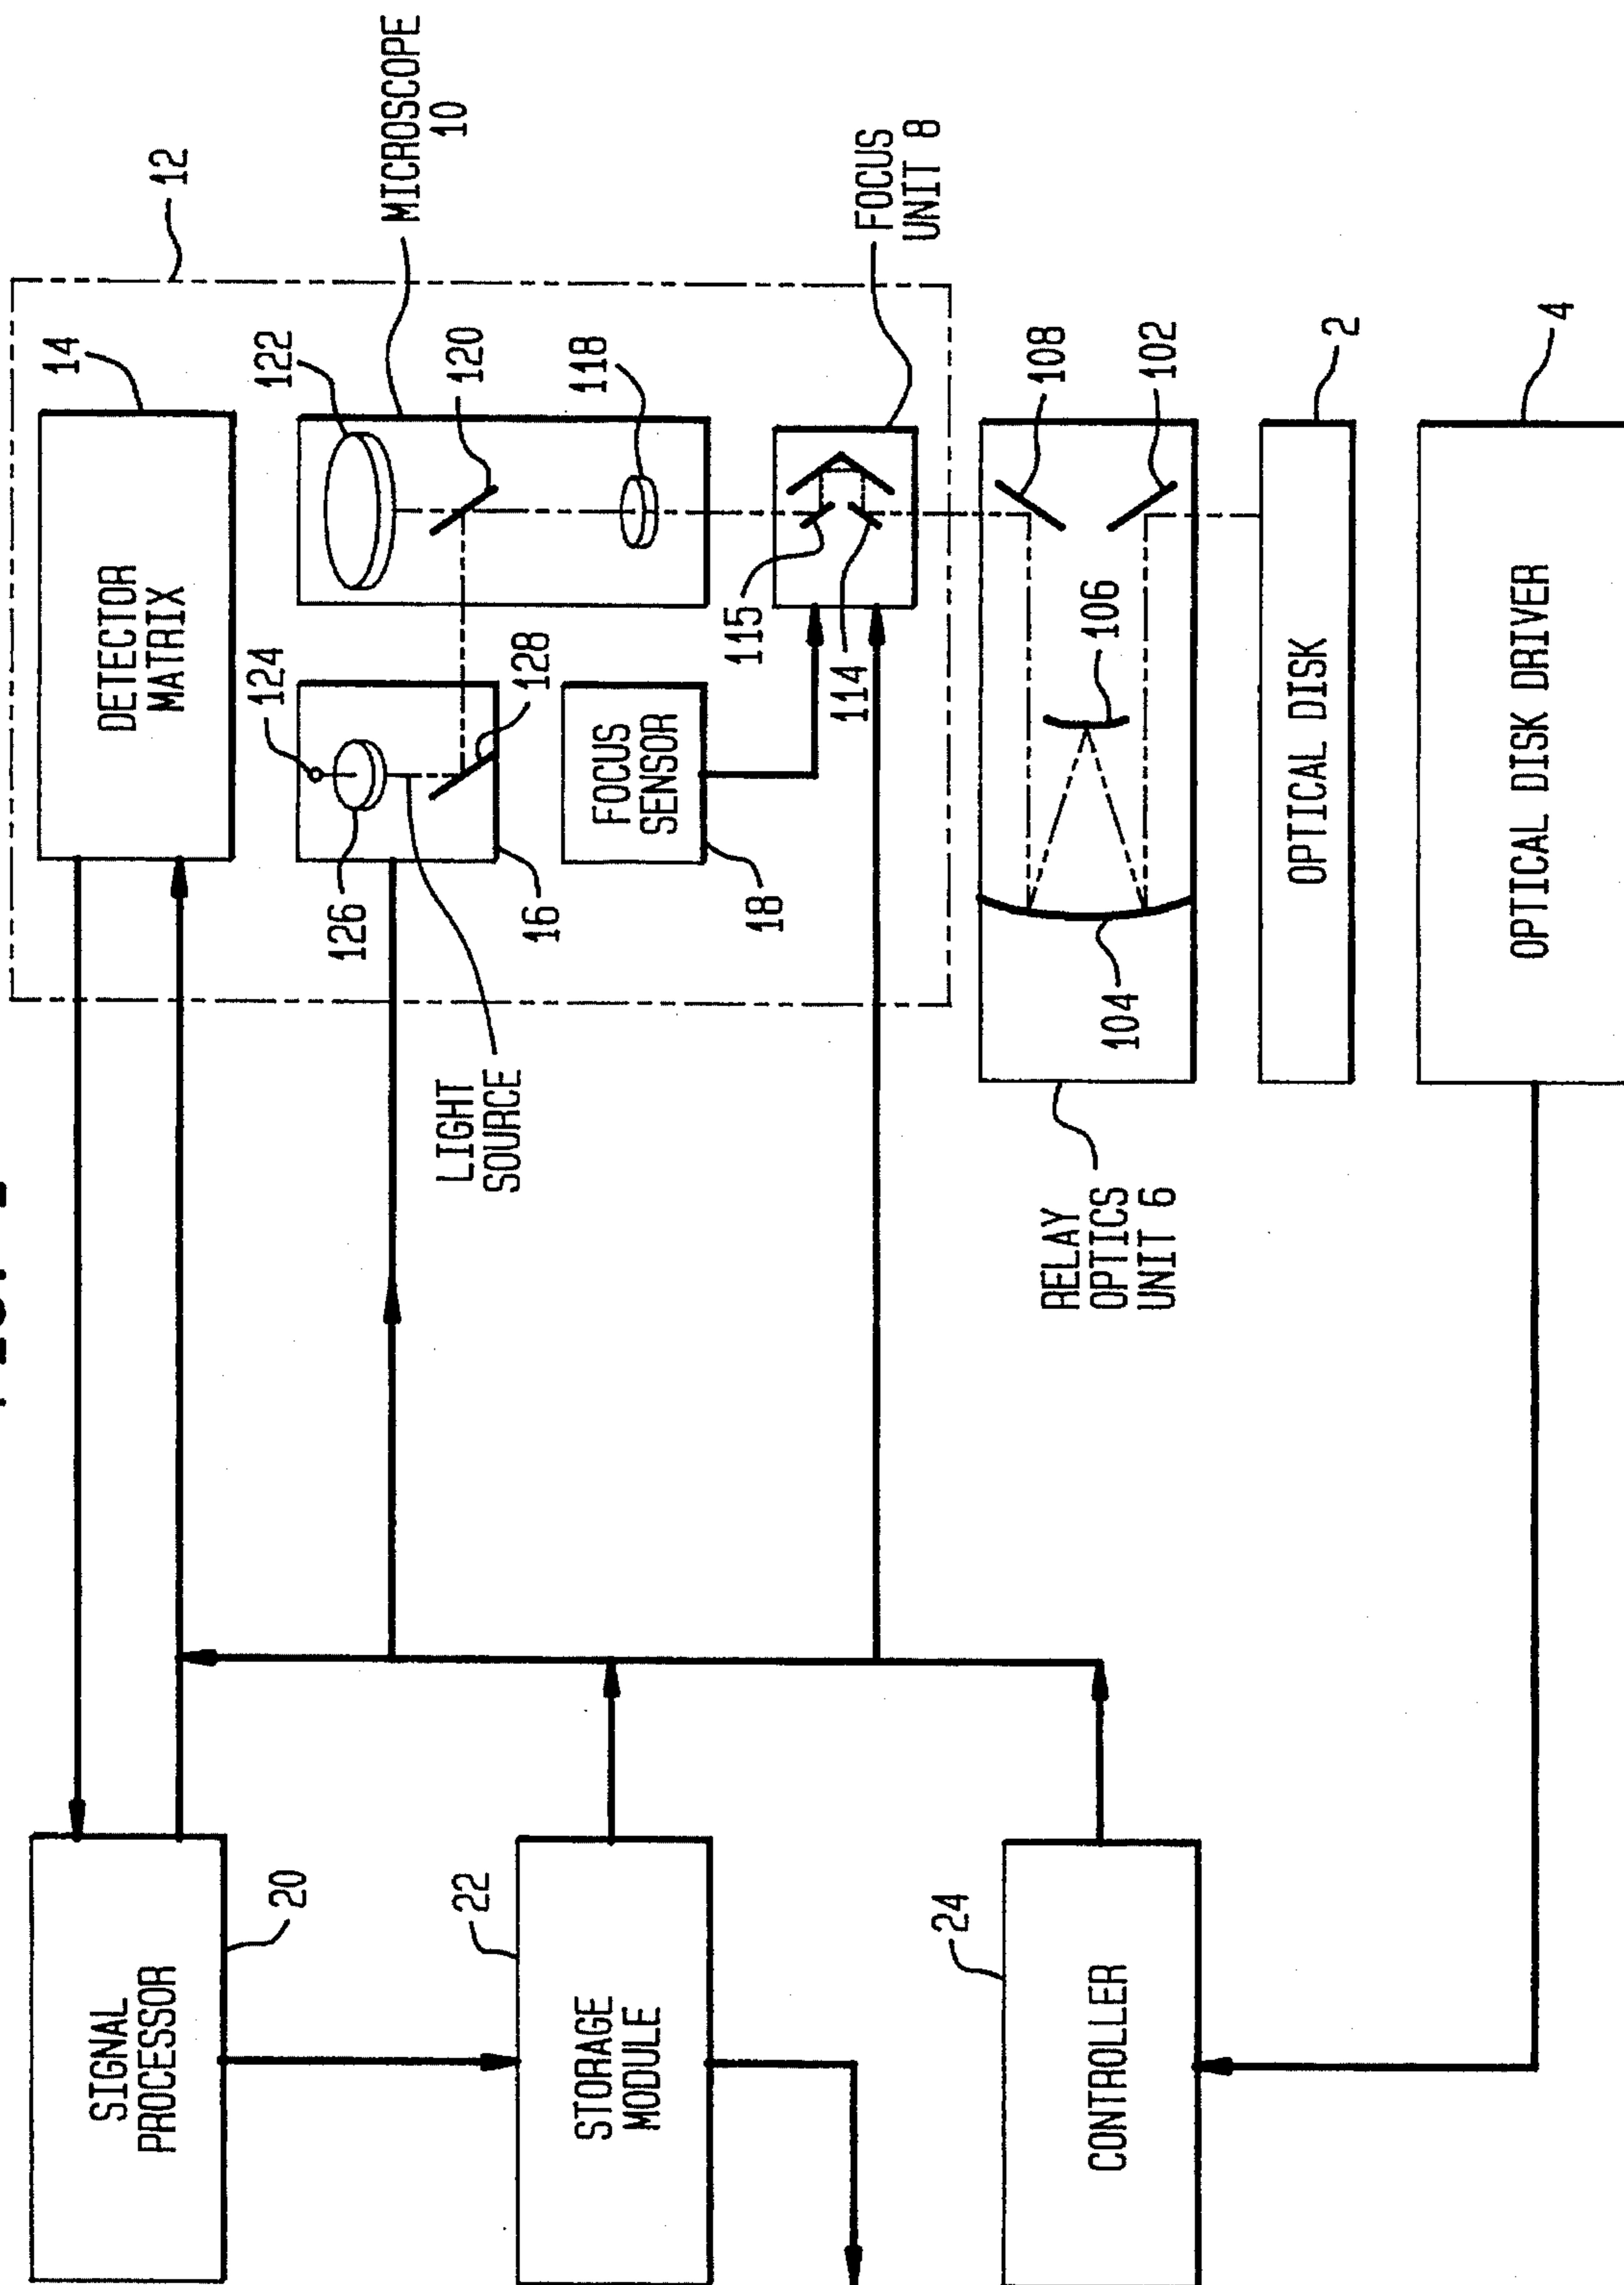 12
14
DETECTOR
MATRIX
122
MICROSCOPE
10
120
118
124
126
128
16
LIGHT
SOURCE
FOCUS
SENSOR
18
115
114
FOCUS
UNIT 8
108
102
106
104
RELAY
OPTICS
UNIT 6
OPTICAL DISK
2
OPTICAL DISK DRIVER
4
SIGNAL
PROCESSOR
20
STORAGE
MODULE
22
CONTROLLER
24